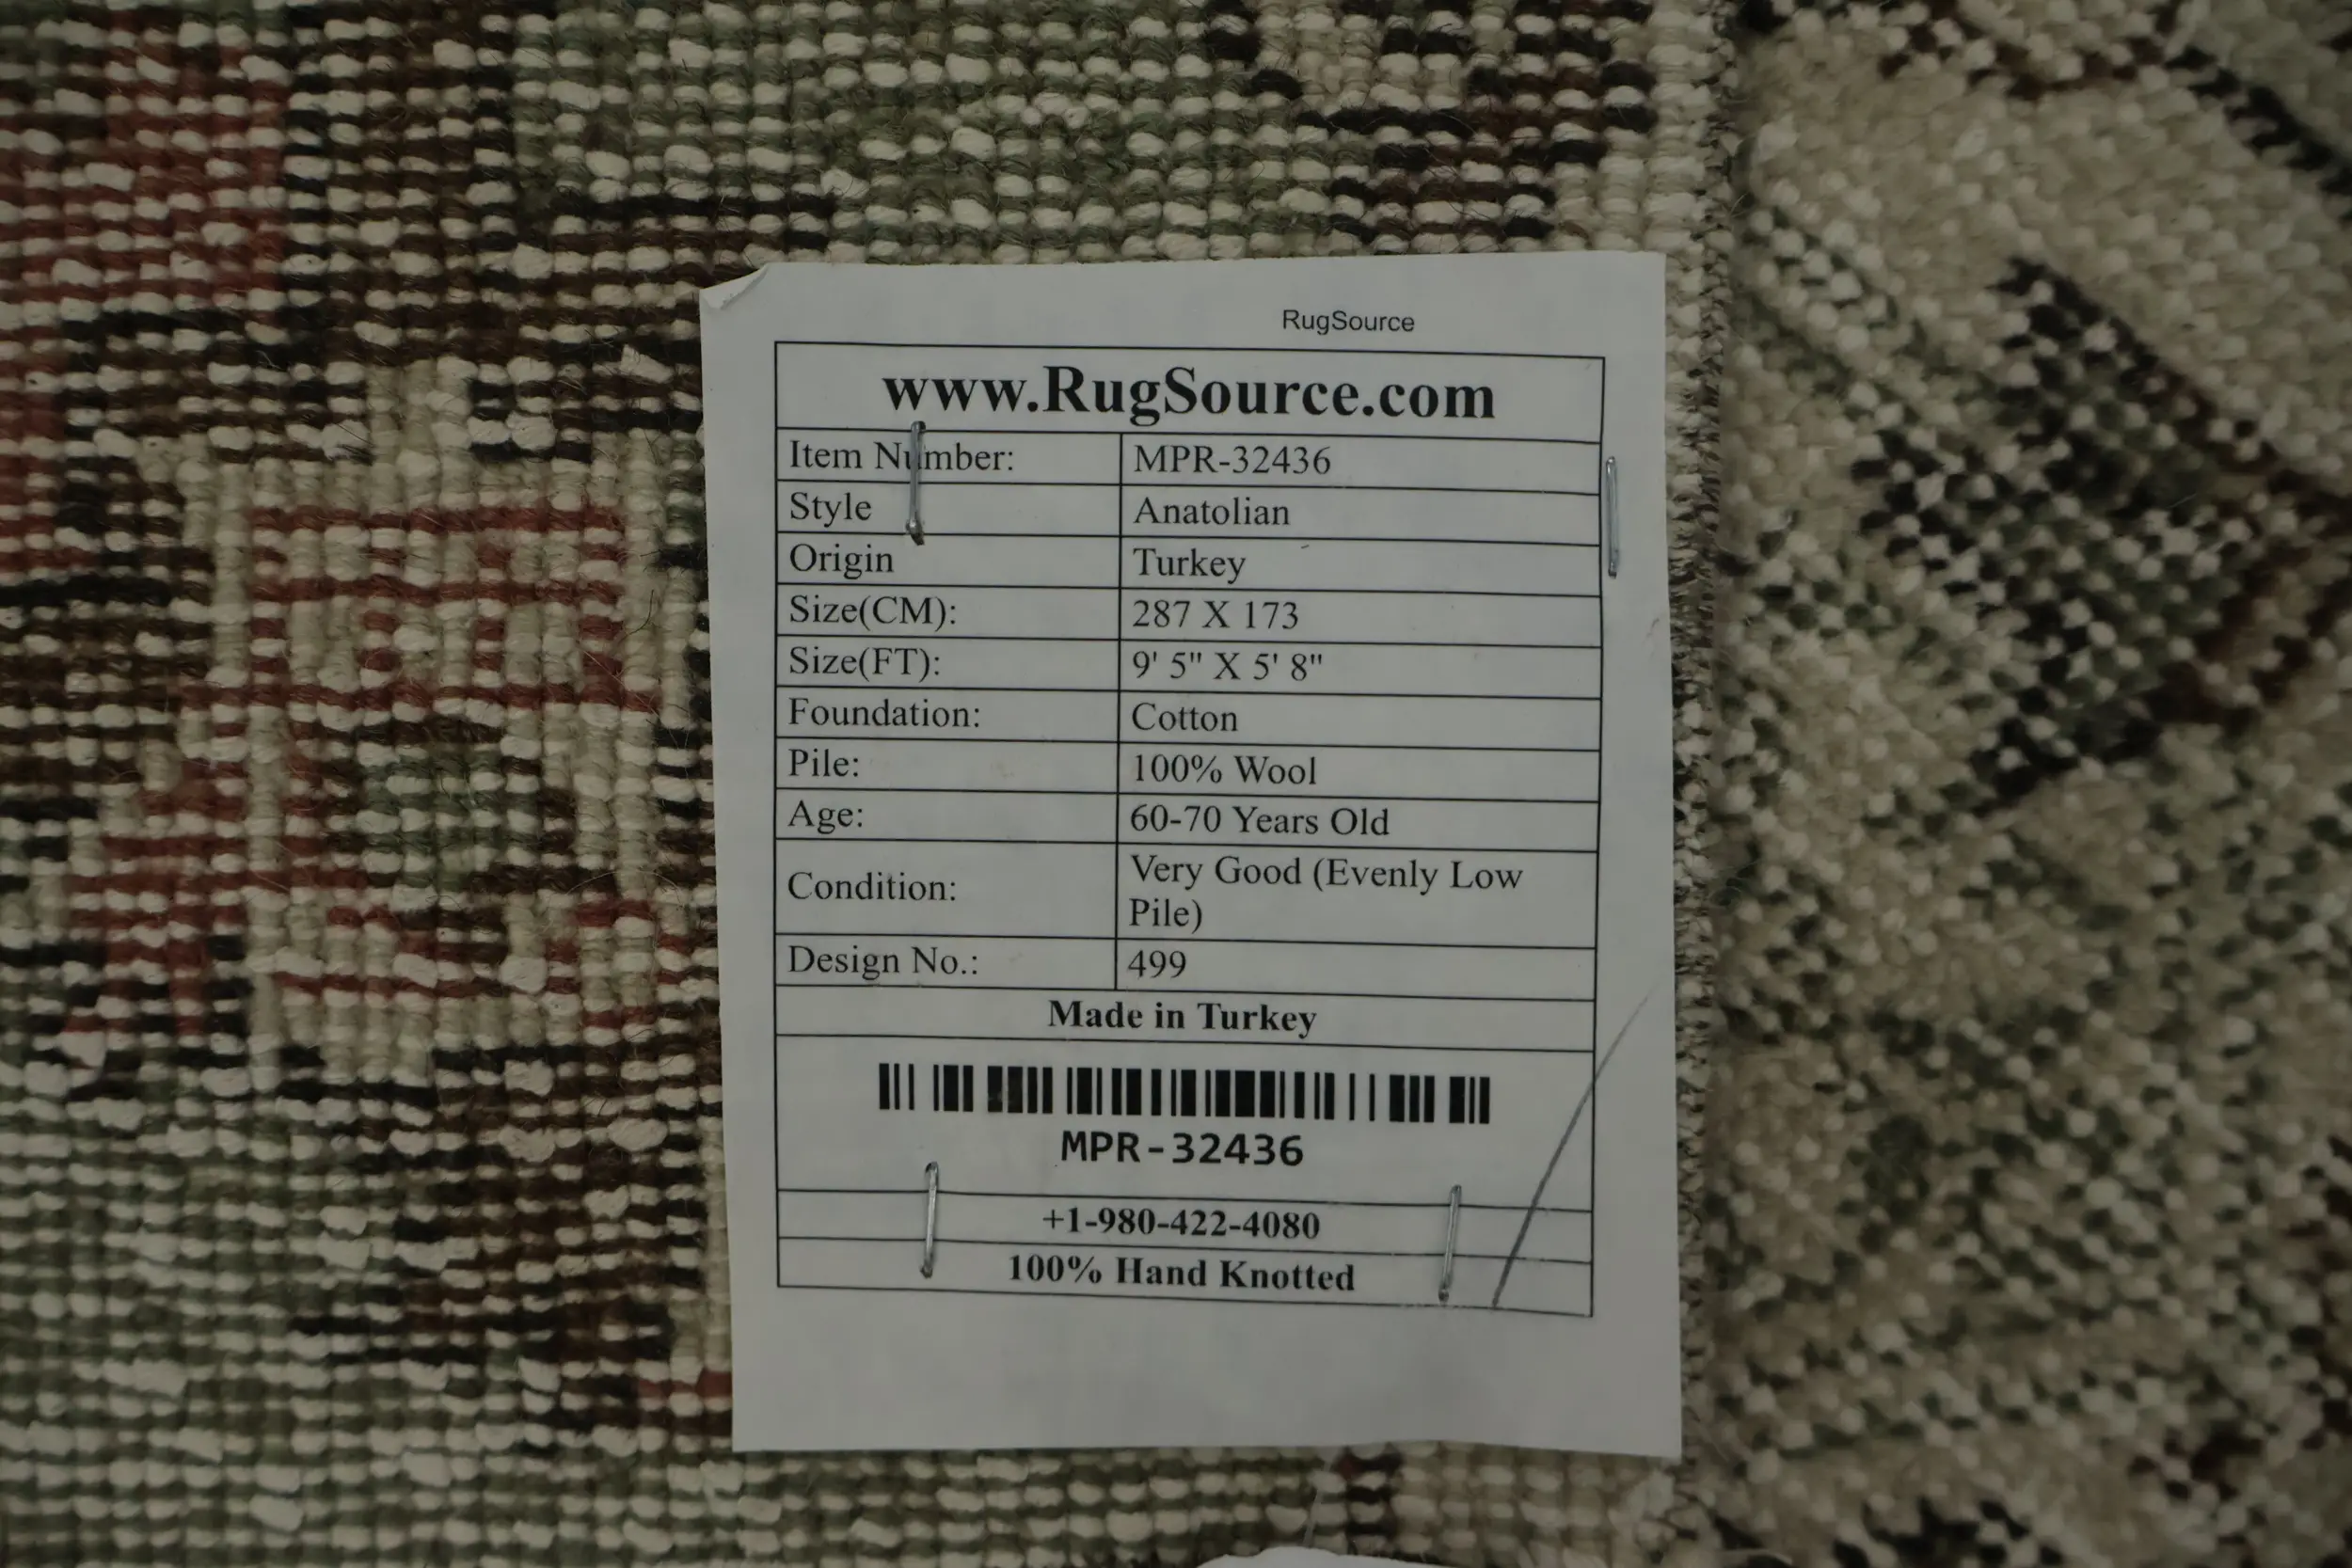 RugSource
www.RugSource.com
Item Number: MPR-32436
Style Anatolian
Origin Turkey
Size(CM): 287 X 173
Size(FT): 9' 5" X 5' 8"
Foundation: Cotton
Pile: 100% Wool
Age: 60-70 Years Old
Condition: Very Good (Evenly Low
Pile)
Design No.: 499
Made in Turkey
MPR-32436
+1-980-422-4080
100% Hand Knotted